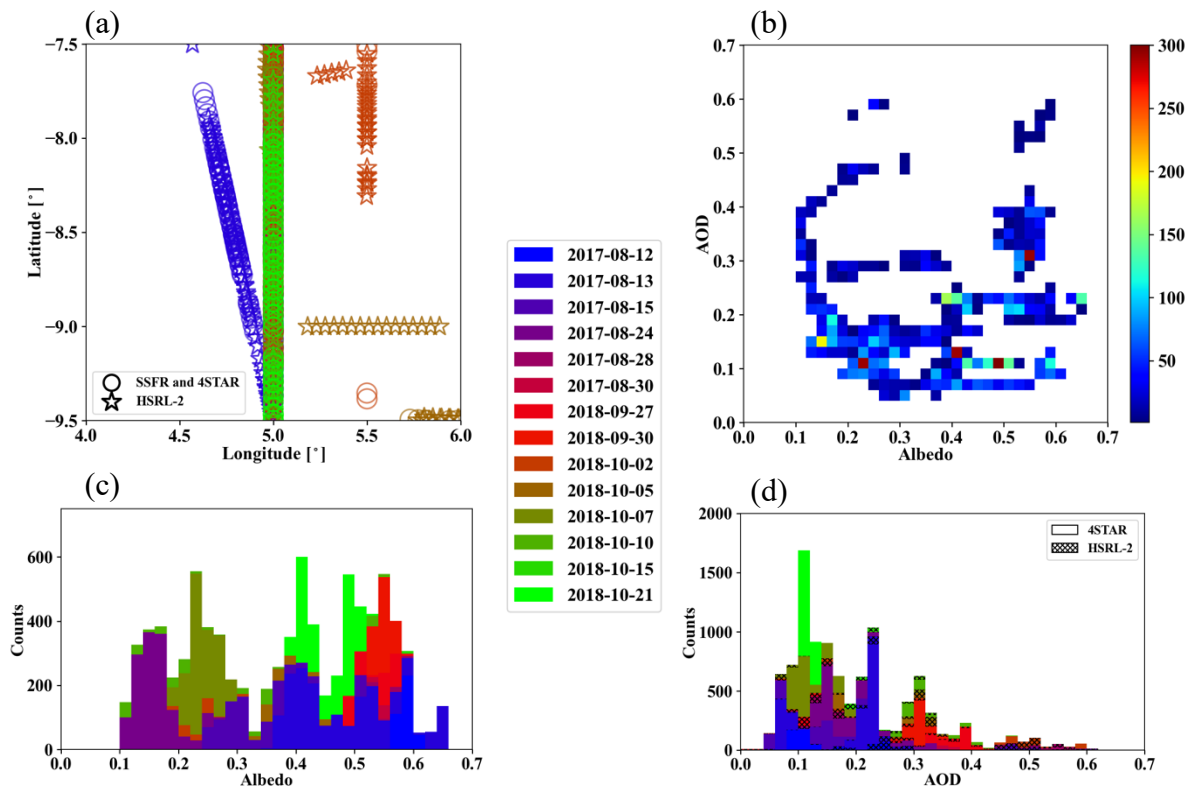 (a)
−7.5
−8.0
−8.5
−9.0
−9.5
Latitude [°]
4.0 4.5 5.0 5.5 6.0
Longitude [°]
SSFR and 4STAR
HSRL-2
(b)
0.7
0.6
0.5
0.4
0.3
0.2
0.1
0.0
AOD
0.0 0.1 0.2 0.3 0.4 0.5 0.6 0.7
Albedo
300
250
200
150
100
50
2017-08-12
2017-08-13
2017-08-15
2017-08-24
2017-08-28
2017-08-30
2018-09-27
2018-09-30
2018-10-02
2018-10-05
2018-10-07
2018-10-10
2018-10-15
2018-10-21
(c)
600
400
200
0
Counts
0.0 0.1 0.2 0.3 0.4 0.5 0.6 0.7
Albedo
(d)
2000
1500
1000
500
0
Counts
0.0 0.1 0.2 0.3 0.4 0.5 0.6 0.7
AOD
4STAR
HSRL-2